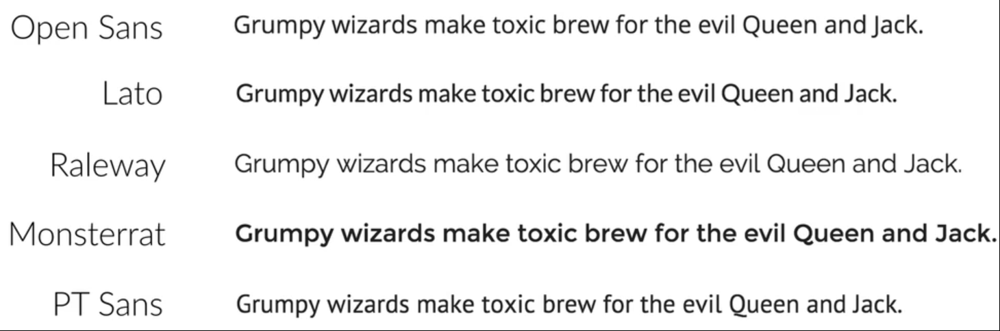 Open Sans Grumpy wizards make toxic brew for the evil Queen and Jack.
Lato Grumpy wizards make toxic brew for the evil Queen and Jack.
Raleway Grumpy wizards make toxic brew for the evil Queen and Jack.
Monsterrat Grumpy wizards make toxic brew for the evil Queen and Jack.
PT Sans Grumpy wizards make toxic brew for the evil Queen and Jack.